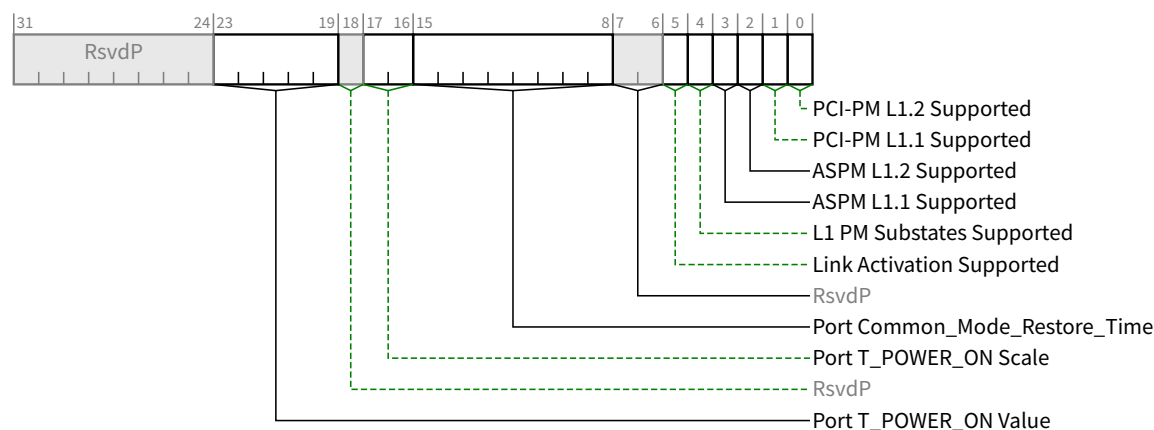 31 24 23 19 18 17 16 15 8 7 6 5 4 3 2 1 0
RsvdP
PCI-PM L1.2 Supported
PCI-PM L1.1 Supported
ASPM L1.2 Supported
ASPM L1.1 Supported
L1 PM Substates Supported
Link Activation Supported
RsvdP
Port Common_Mode_Restore_Time
Port T_POWER_ON Scale
RsvdP
Port T_POWER_ON Value